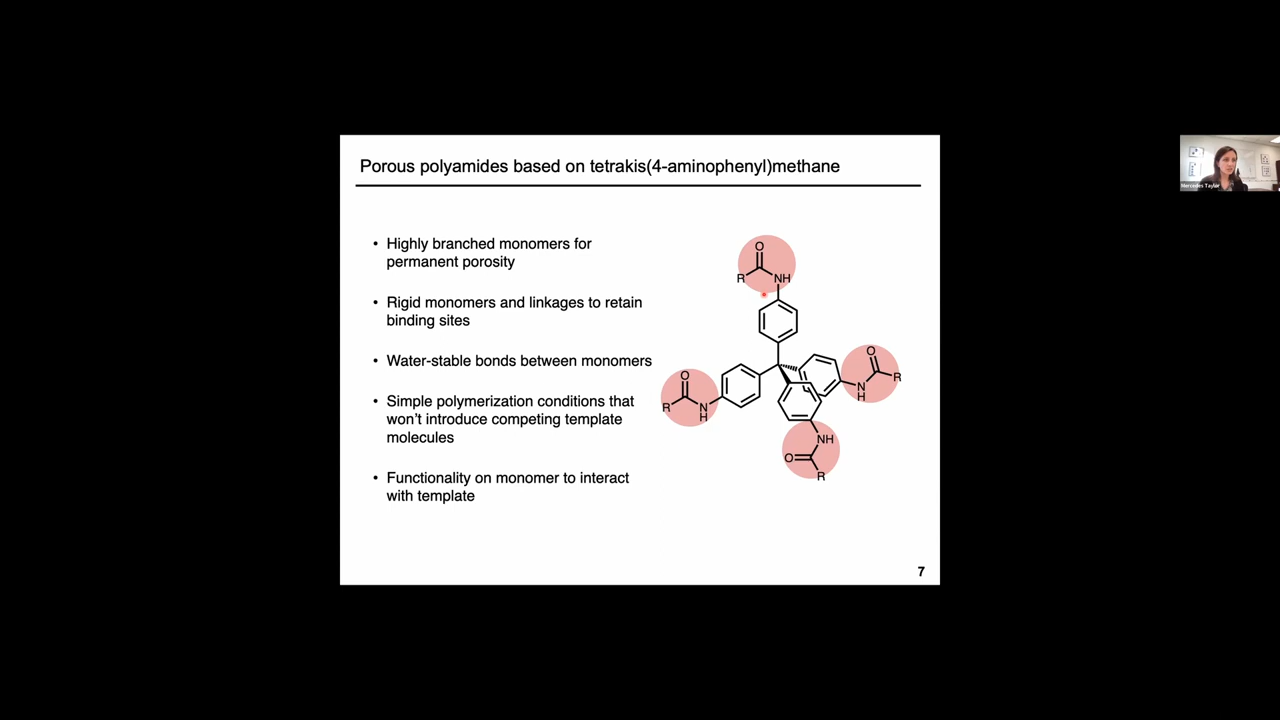 Porous polyamides based on tetrakis(4-aminophenyl)methane
• Highly branched monomers for
permanent porosity
• Rigid monomers and linkages to retain
binding sites
• Water-stable bonds between monomers
• Simple polymerization conditions that
won't introduce competing template
molecules
• Functionality on monomer to interact
with template
O
R
NH
O
R
N
H
O
R
N
H
NH
O
R
7
Mercedes Taylor